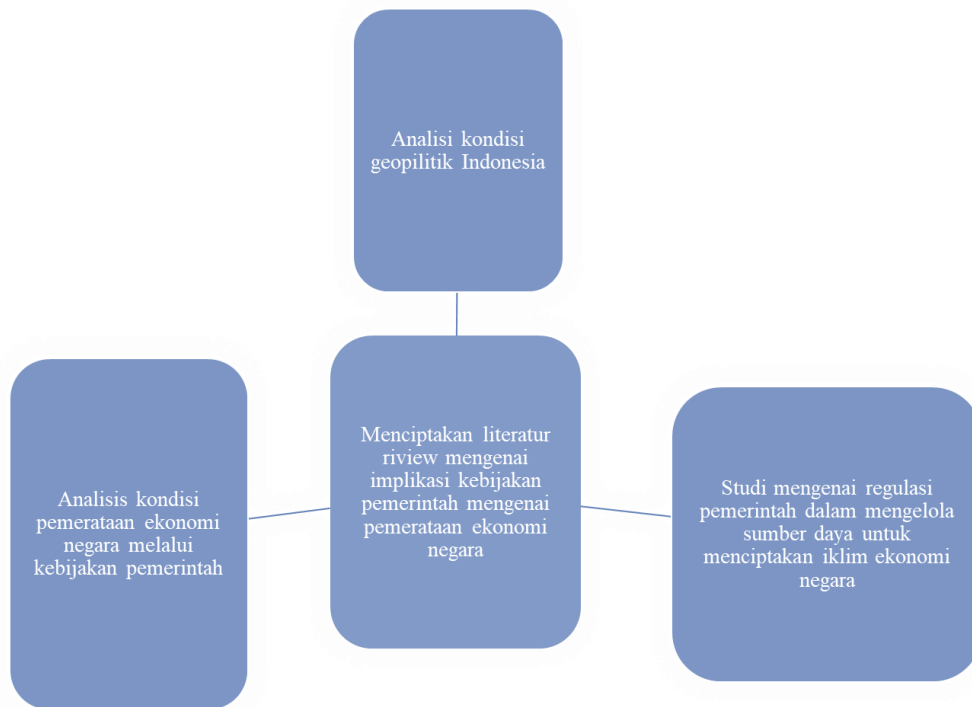 Analisi kondisi
geopilitik Indonesia
Analisis kondisi
pemerataan ekonomi
negara melalui
kebijakan pemerintah
Menciptakan literatur
riview mengenai
implikasi kebijakan
pemerintah mengenai
pemerataan ekonomi
negara
Studi mengenai regulasi
pemerintah dalam mengelola
sumber daya untuk
menciptakan iklim ekonomi
negara